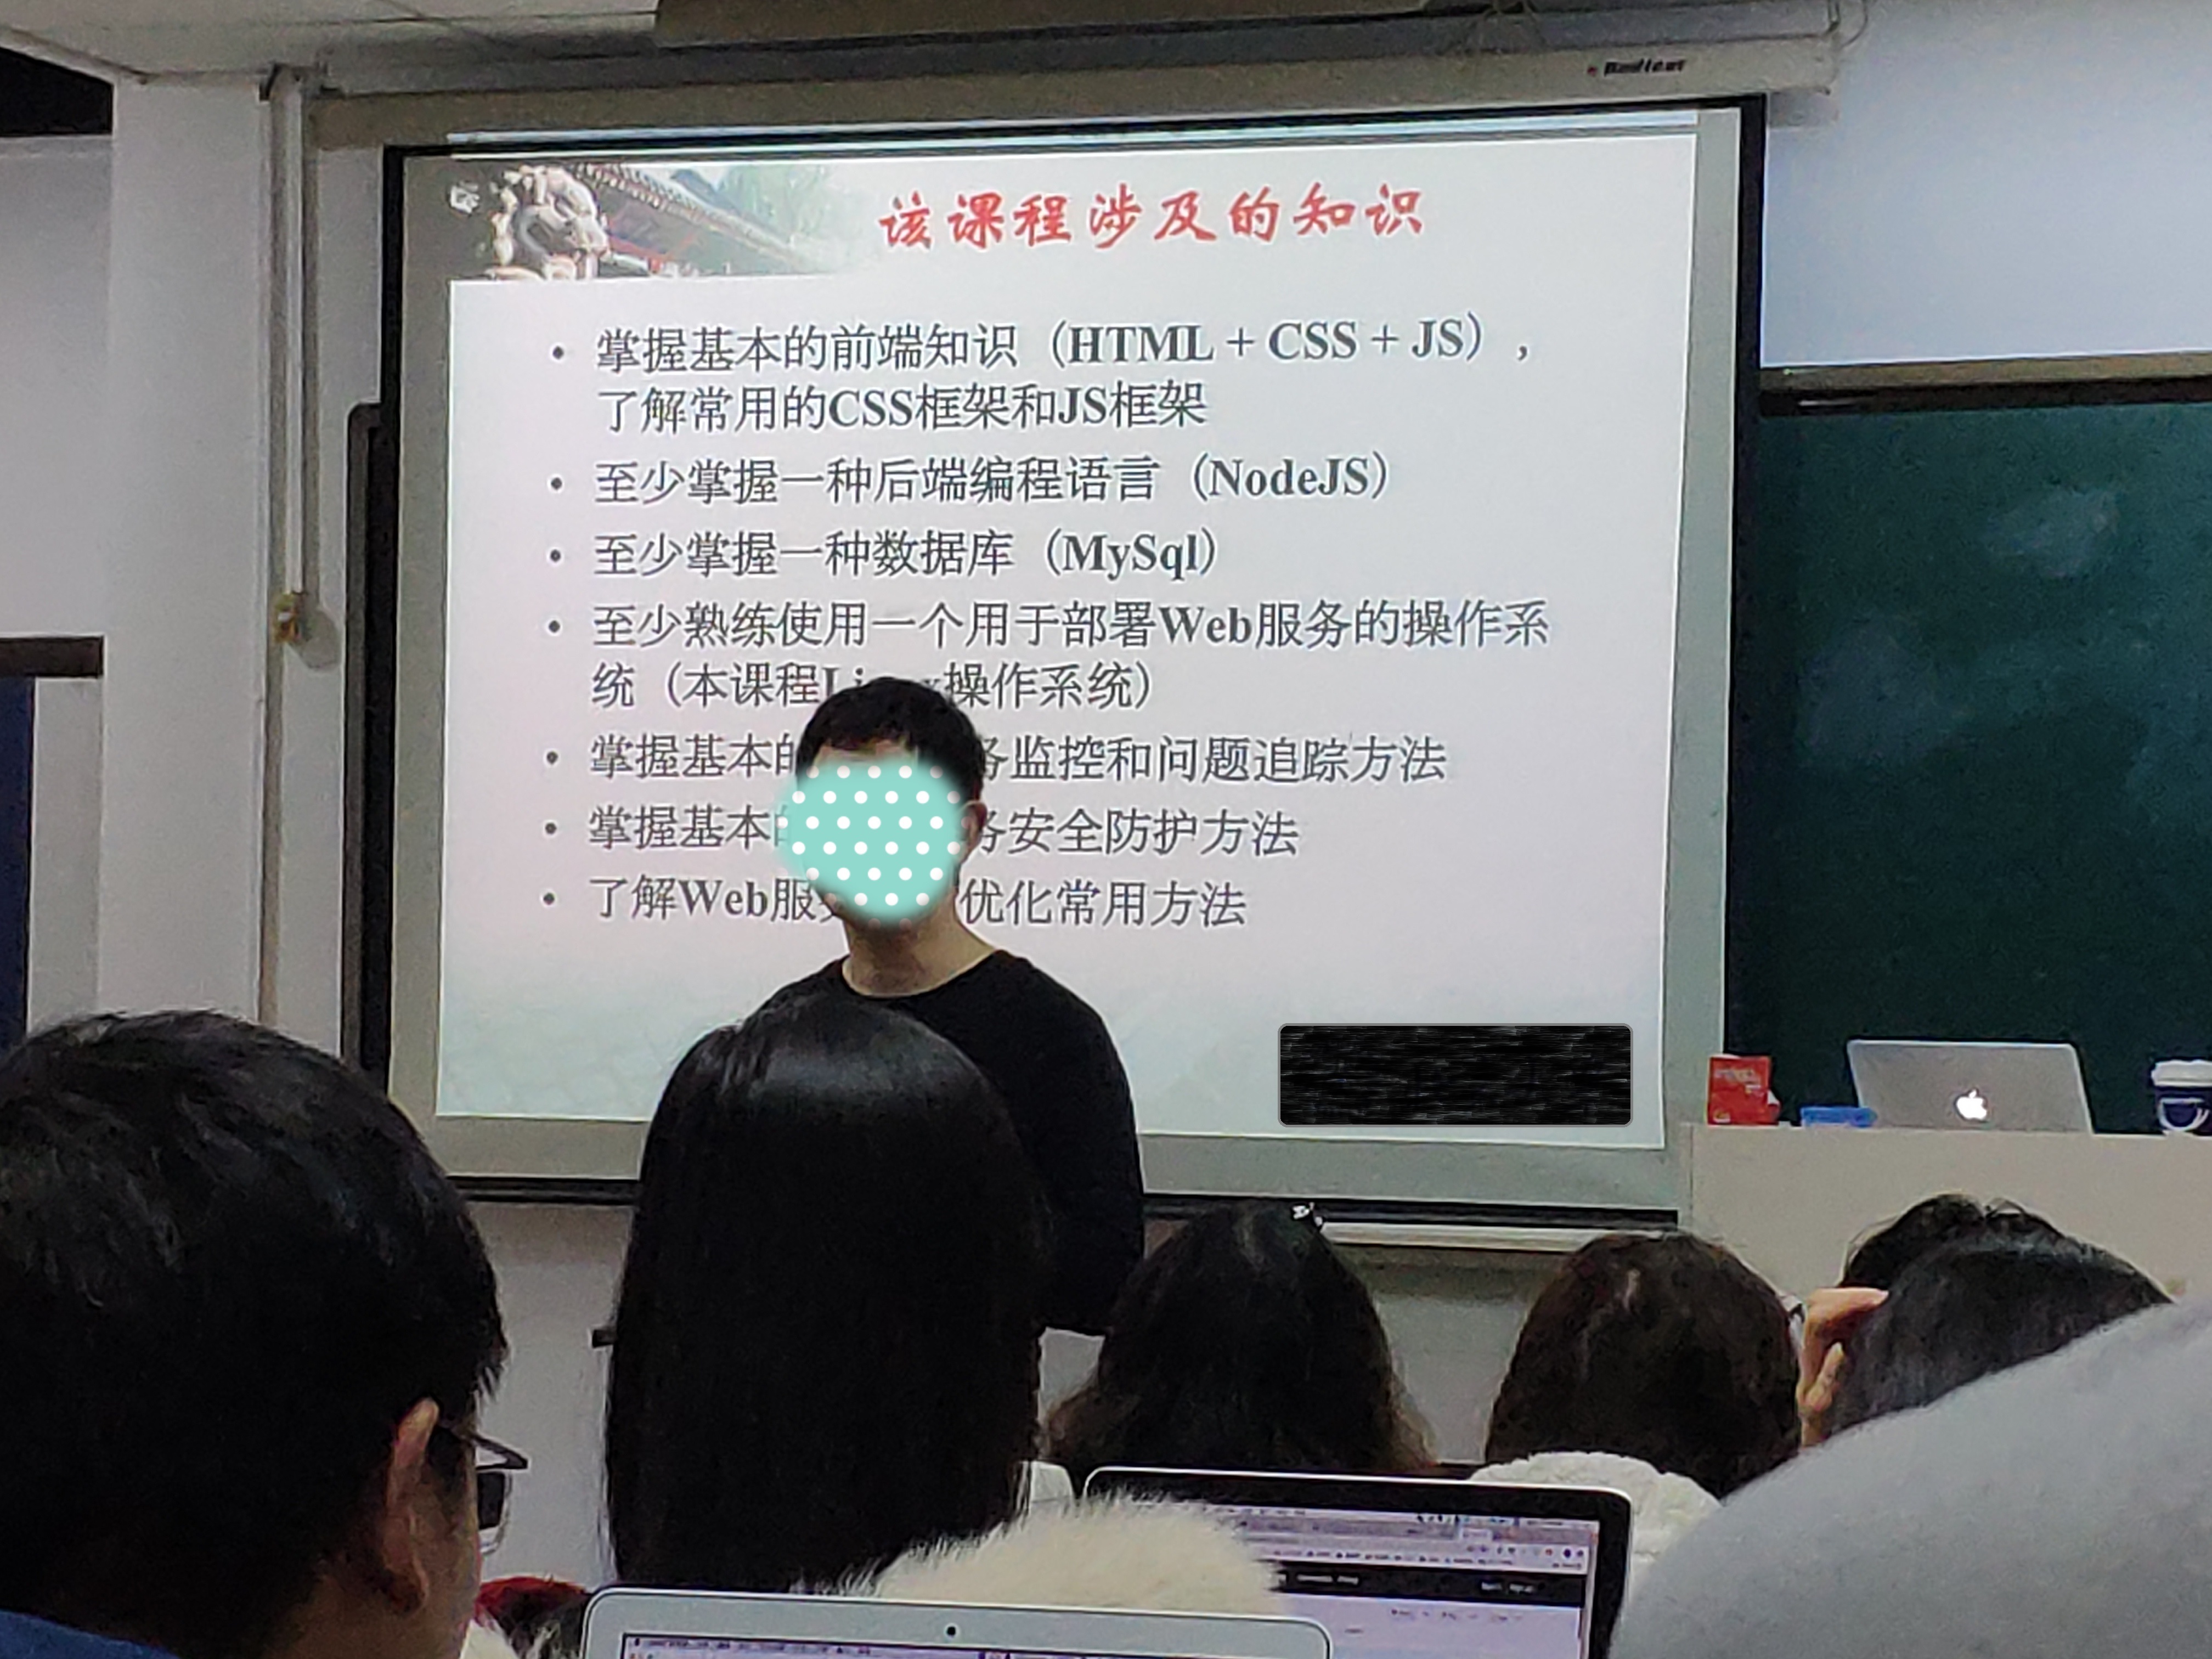 该课程涉及的知识
• 掌握基本的前端知识（HTML + CSS + JS），
了解常用的CSS框架和JS框架
• 至少掌握一种后端编程语言（NodeJS）
• 至少掌握一种数据库（MySql）
• 至少熟练使用一个用于部署Web服务的操作系
统（本课程Linux操作系统）
• 掌握基本的 务监控和问题追踪方法
• 掌握基本的 务安全防护方法
• 了解Web服务 优化常用方法